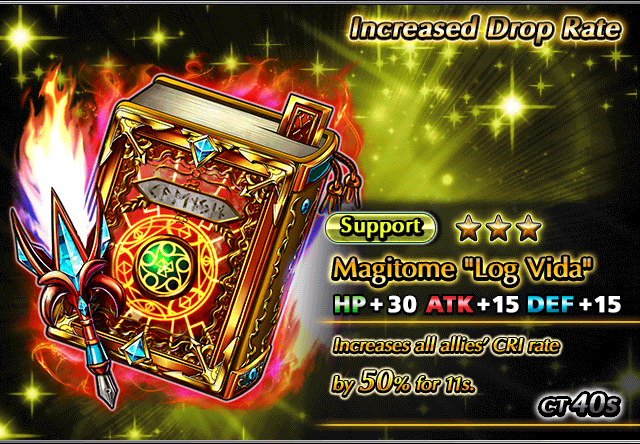 Increased Drop Rate
Support
Magitome "Log Vida"
HP+30 ATK+15 DEF+15
Increases all allies' CRI rate
by 50% for 11s.
CT40s